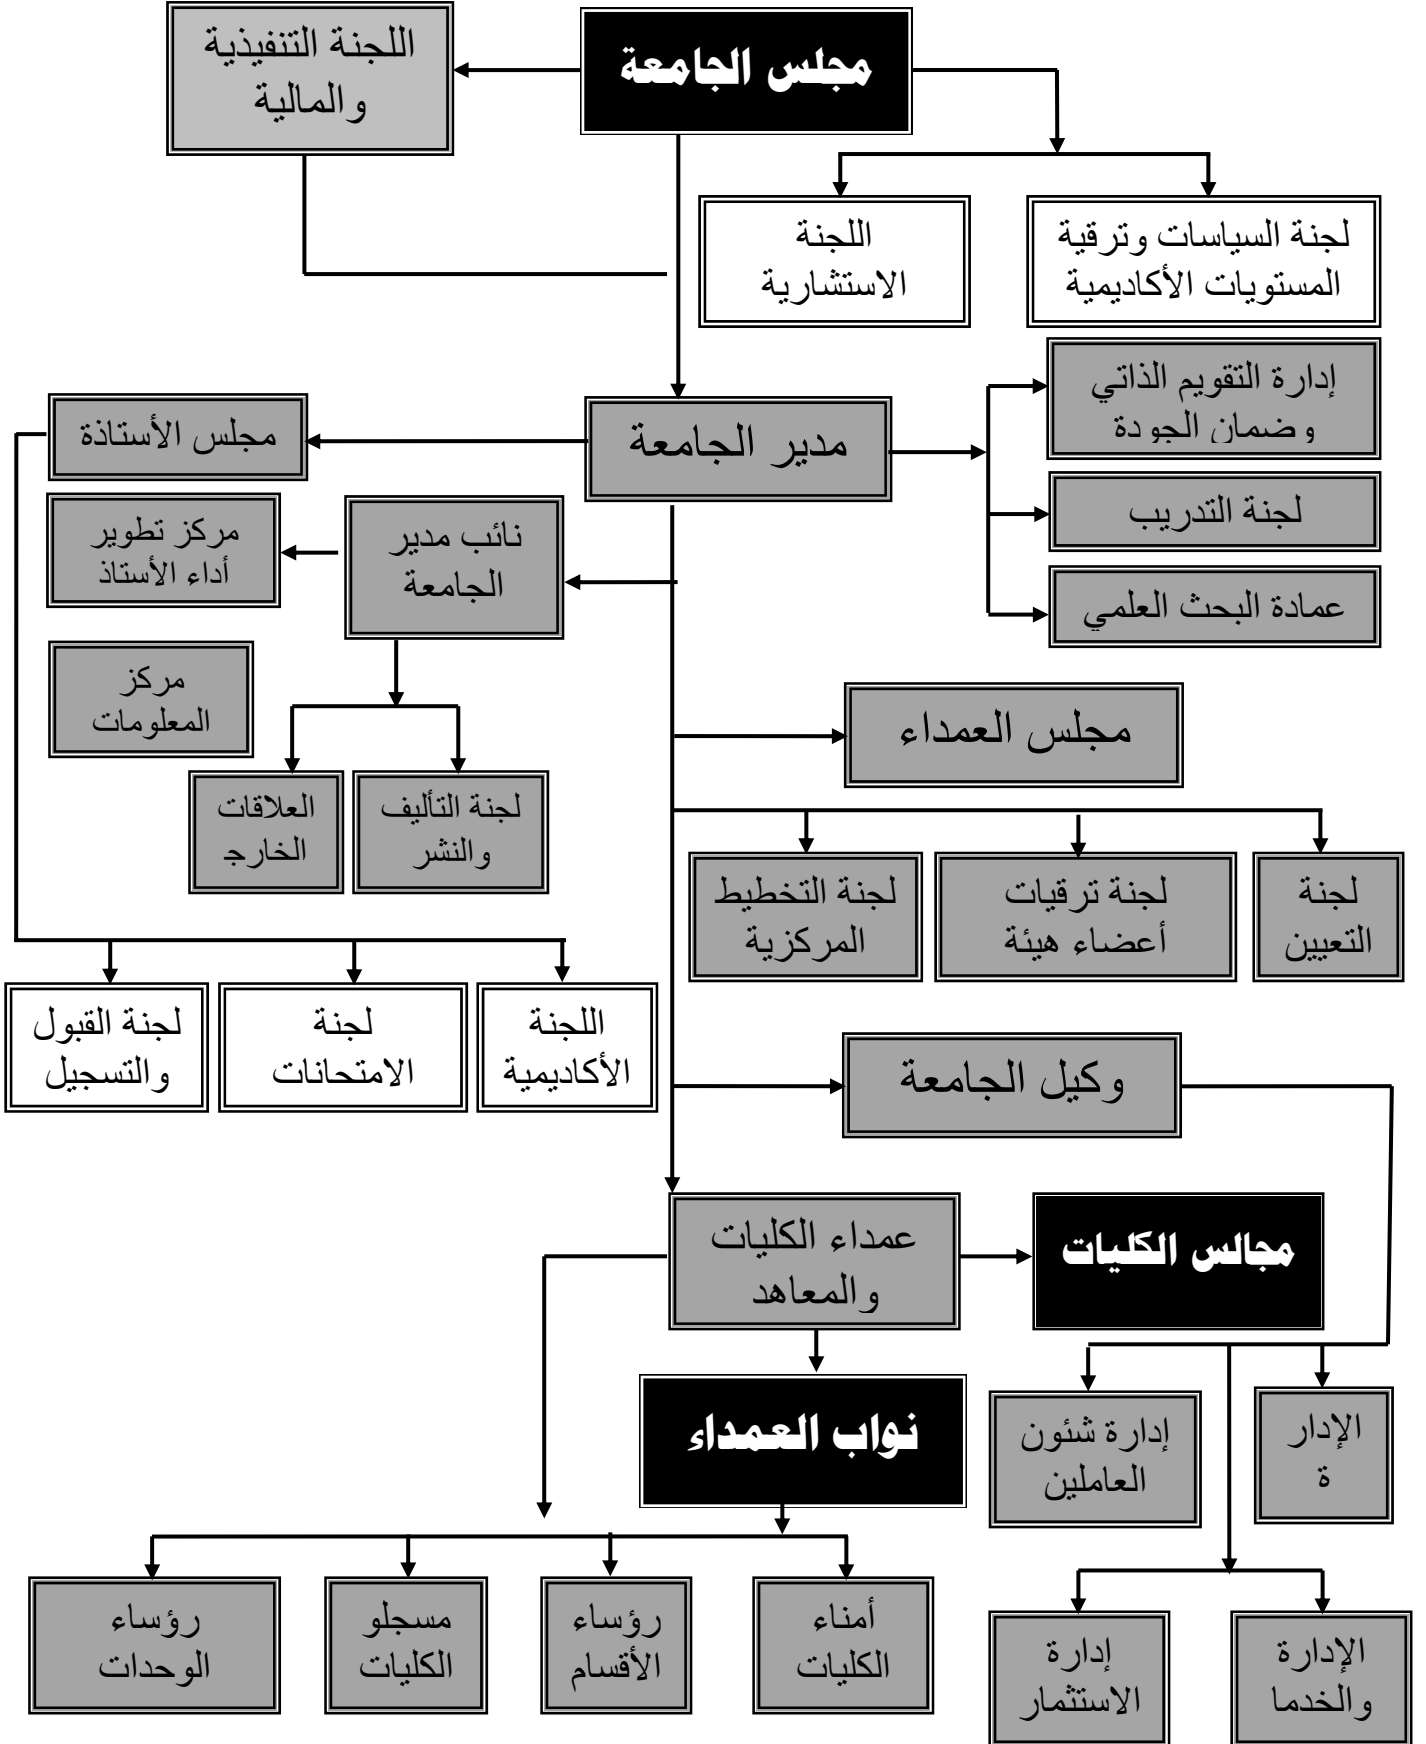 مجلس الجامعة
اللجنة التنفيذية
والمالية
لجنة السياسات وترقية
المستويات الأكاديمية
اللجنة
الاستشارية
إدارة التقويم الذاتي
وضمان الجودة
مدير الجامعة
مجلس الأستاذة
لجنة التدريب
نائب مدير
الجامعة
مركز تطوير
أداء الأستاذ
عمادة البحث العلمي
مركز
المعلومات
مجلس العمداء
لجنة التأليف
والنشر
العلاقات
الخارج
لجنة
التعيين
لجنة ترقيات
أعضاء هيئة
لجنة التخطيط
المركزية
اللجنة
الأكاديمية
لجنة
الامتحانات
لجنة القبول
والتسجيل
وكيل الجامعة
عمداء الكليات
والمعاهد
مجالس الكليات
نواب العمداء
الإدار
ة
إدارة شئون
العاملين
أمناء
الكليات
رؤساء
الأقسام
مسجلو
الكليات
رؤساء
الوحدات
الإدارة
والخدما
إدارة
الاستثمار